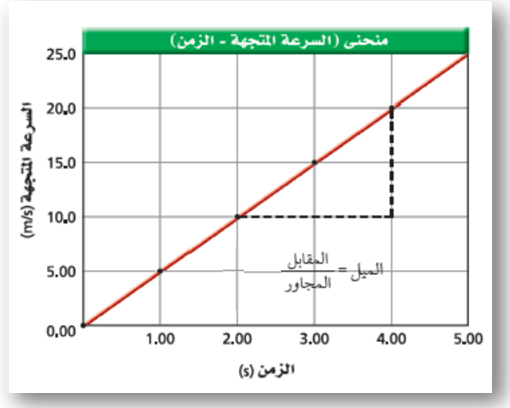 منحنى (السرعة المتجهة - الزمن)
السرعة المتجهة (m/s)
25.0
20.0
15.0
10.0
5.00
0,00
الميل = المقابل
المجاور
1.00 2.00 3.00 4.00 5.00
الزمن (s)